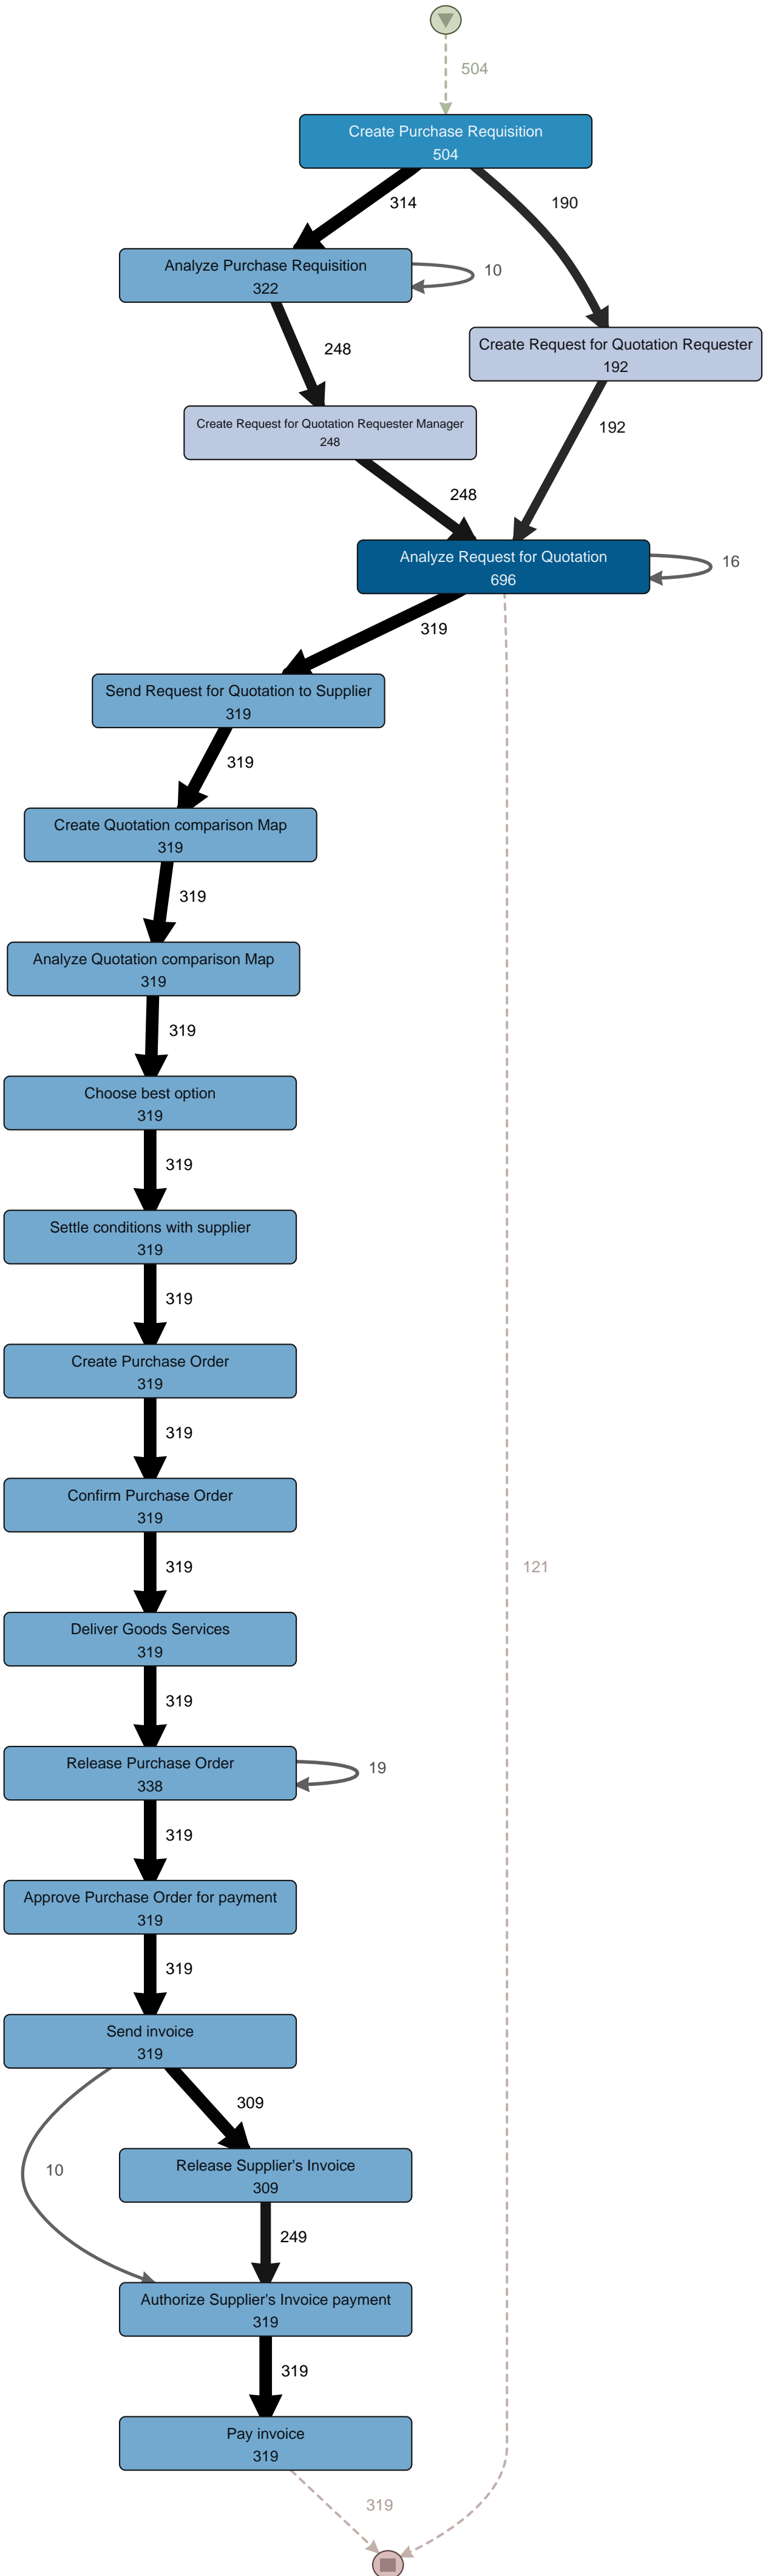 504
Create Purchase Requisition
504
314
190
Analyze Purchase Requisition
322
10
Create Request for Quotation Requester
192
248
Create Request for Quotation Requester Manager
248
192
248
Analyze Request for Quotation
696
16
319
Send Request for Quotation to Supplier
319
319
Create Quotation comparison Map
319
319
Analyze Quotation comparison Map
319
319
Choose best option
319
319
Settle conditions with supplier
319
319
Create Purchase Order
319
319
Confirm Purchase Order
319
319
121
Deliver Goods Services
319
319
Release Purchase Order
338
19
319
Approve Purchase Order for payment
319
319
Send invoice
319
309
10
Release Supplier's Invoice
309
249
Authorize Supplier's Invoice payment
319
319
Pay invoice
319
319